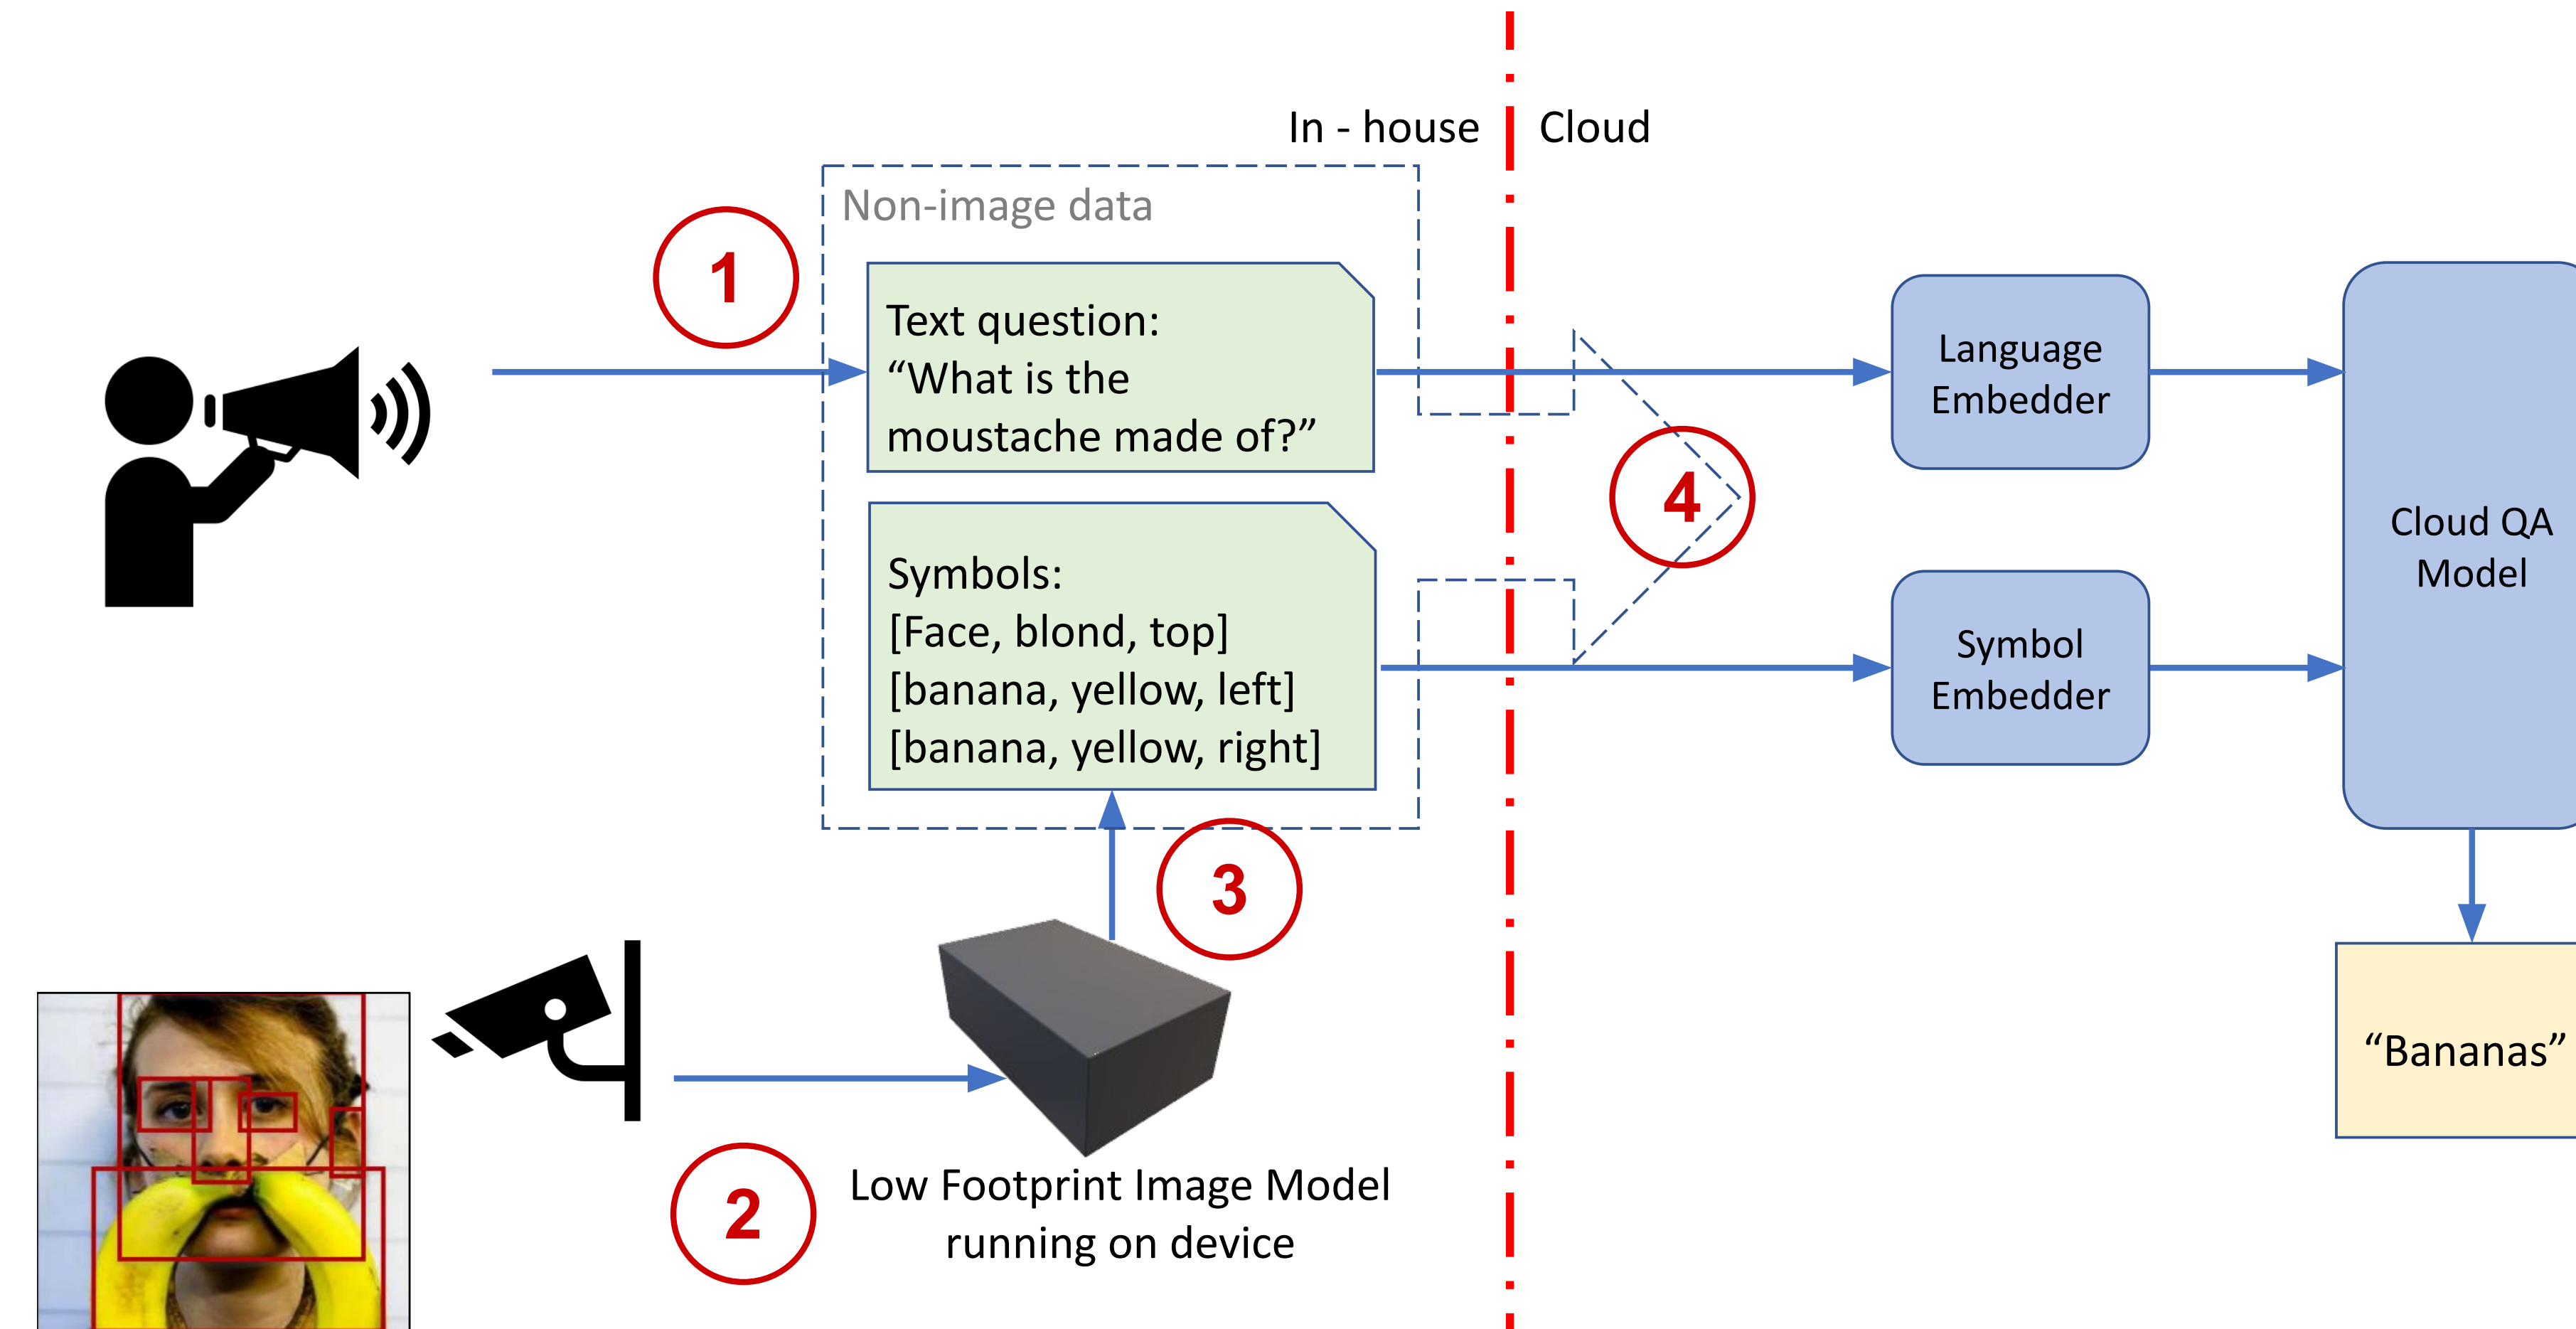 In - house
Cloud
Non-image data
1
Text question:
“What is the
moustache made of?”
Language
Embedder
4
Cloud QA
Model
Symbols:
[Face, blond, top]
[banana, yellow, left]
[banana, yellow, right]
Symbol
Embedder
3
“Bananas”
2
Low Footprint Image Model
running on device